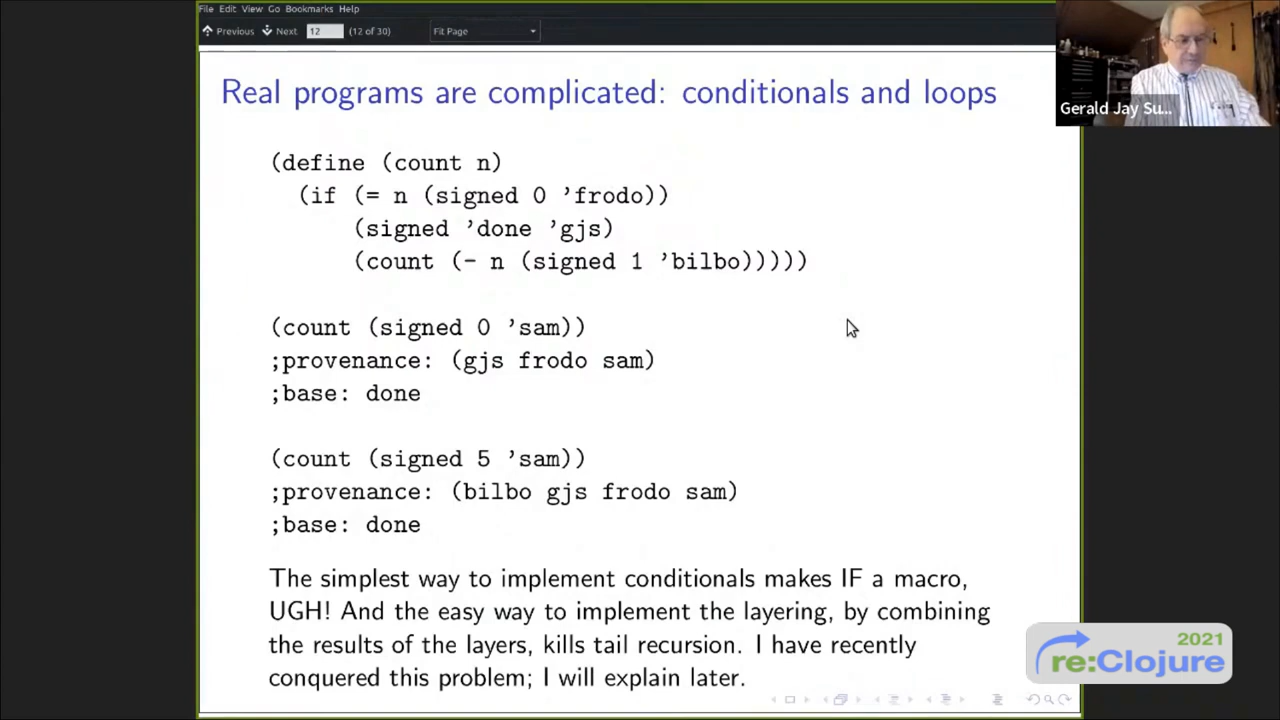 File Edit View Go Bookmarks Help
Previous Next 12 (12 of 30) Fit Page
Gerald Jay Su...
Real programs are complicated: conditionals and loops
(define (count n)
(if (= n (signed 0 'frodo))
(signed 'done 'gjs)
(count (- n (signed 1 'bilbo)))))
(count (signed 0 'sam))
;provenance: (gjs frodo sam)
;base: done
(count (signed 5 'sam))
;provenance: (bilbo gjs frodo sam)
;base: done
The simplest way to implement conditionals makes IF a macro,
UGH! And the easy way to implement the layering, by combining
the results of the layers, kills tail recursion. I have recently
conquered this problem; I will explain later.
2021
re:Clojure